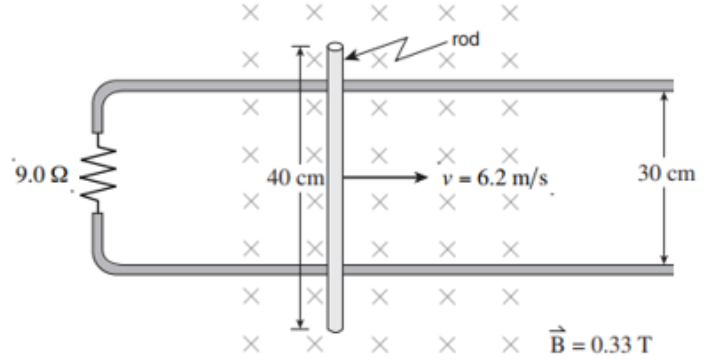 rod
9.0 Ω
40 cm
v = 6.2 m/s
30 cm
B⃗ = 0.33 T